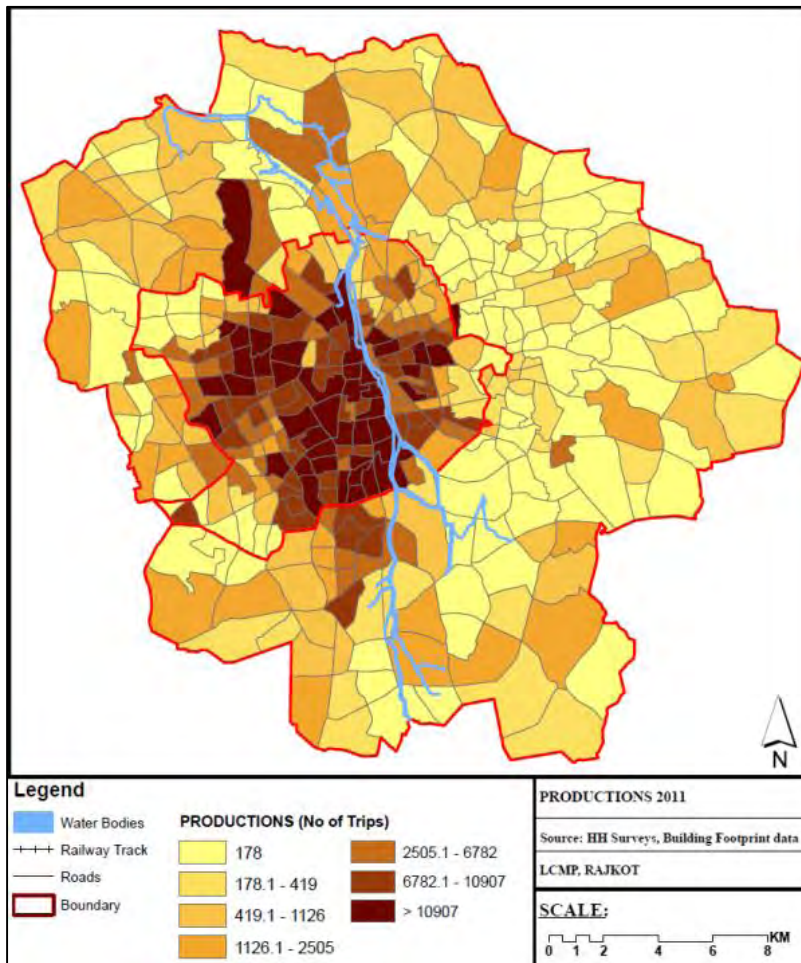 N
Legend
Water Bodies
Railway Track
Roads
Boundary
PRODUCTIONS (No of Trips)
178
178.1 - 419
419.1 - 1126
1126.1 - 2505
2505.1 - 6782
6782.1 - 10907
> 10907
PRODUCTIONS 2011
Source: HH Surveys, Building Footprint data
LCMP, RAJKOT
SCALE:
KM
0 1 2 4 6 8